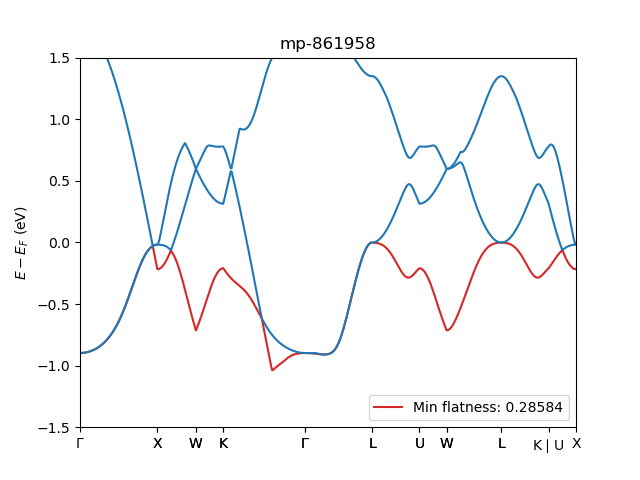 mp-861958
E − E_F (eV)
1.5
1.0
0.5
0.0
−0.5
−1.0
−1.5
Min flatness: 0.28584
Γ X W K Γ L U W L K | U X